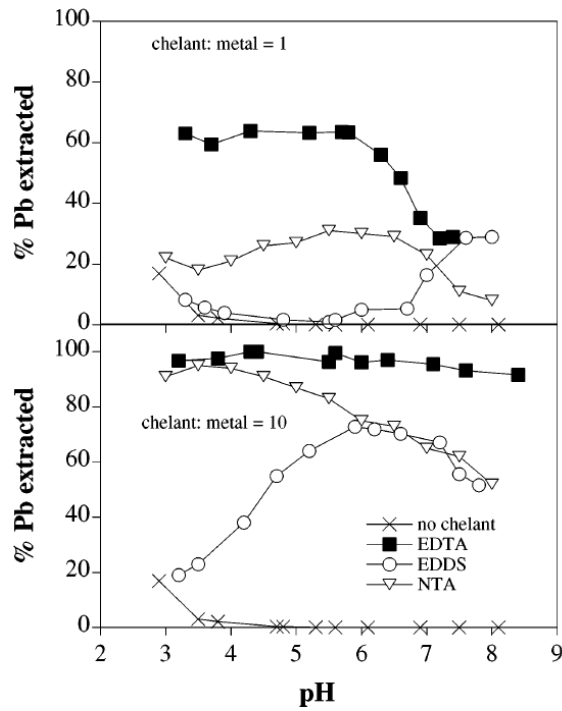 100
chelant: metal = 1
80
60
40
20
0
% Pb extracted
100
80
chelant: metal = 10
60
40
20
0
% Pb extracted
no chelant
EDTA
EDDS
NTA
2 3 4 5 6 7 8 9
pH